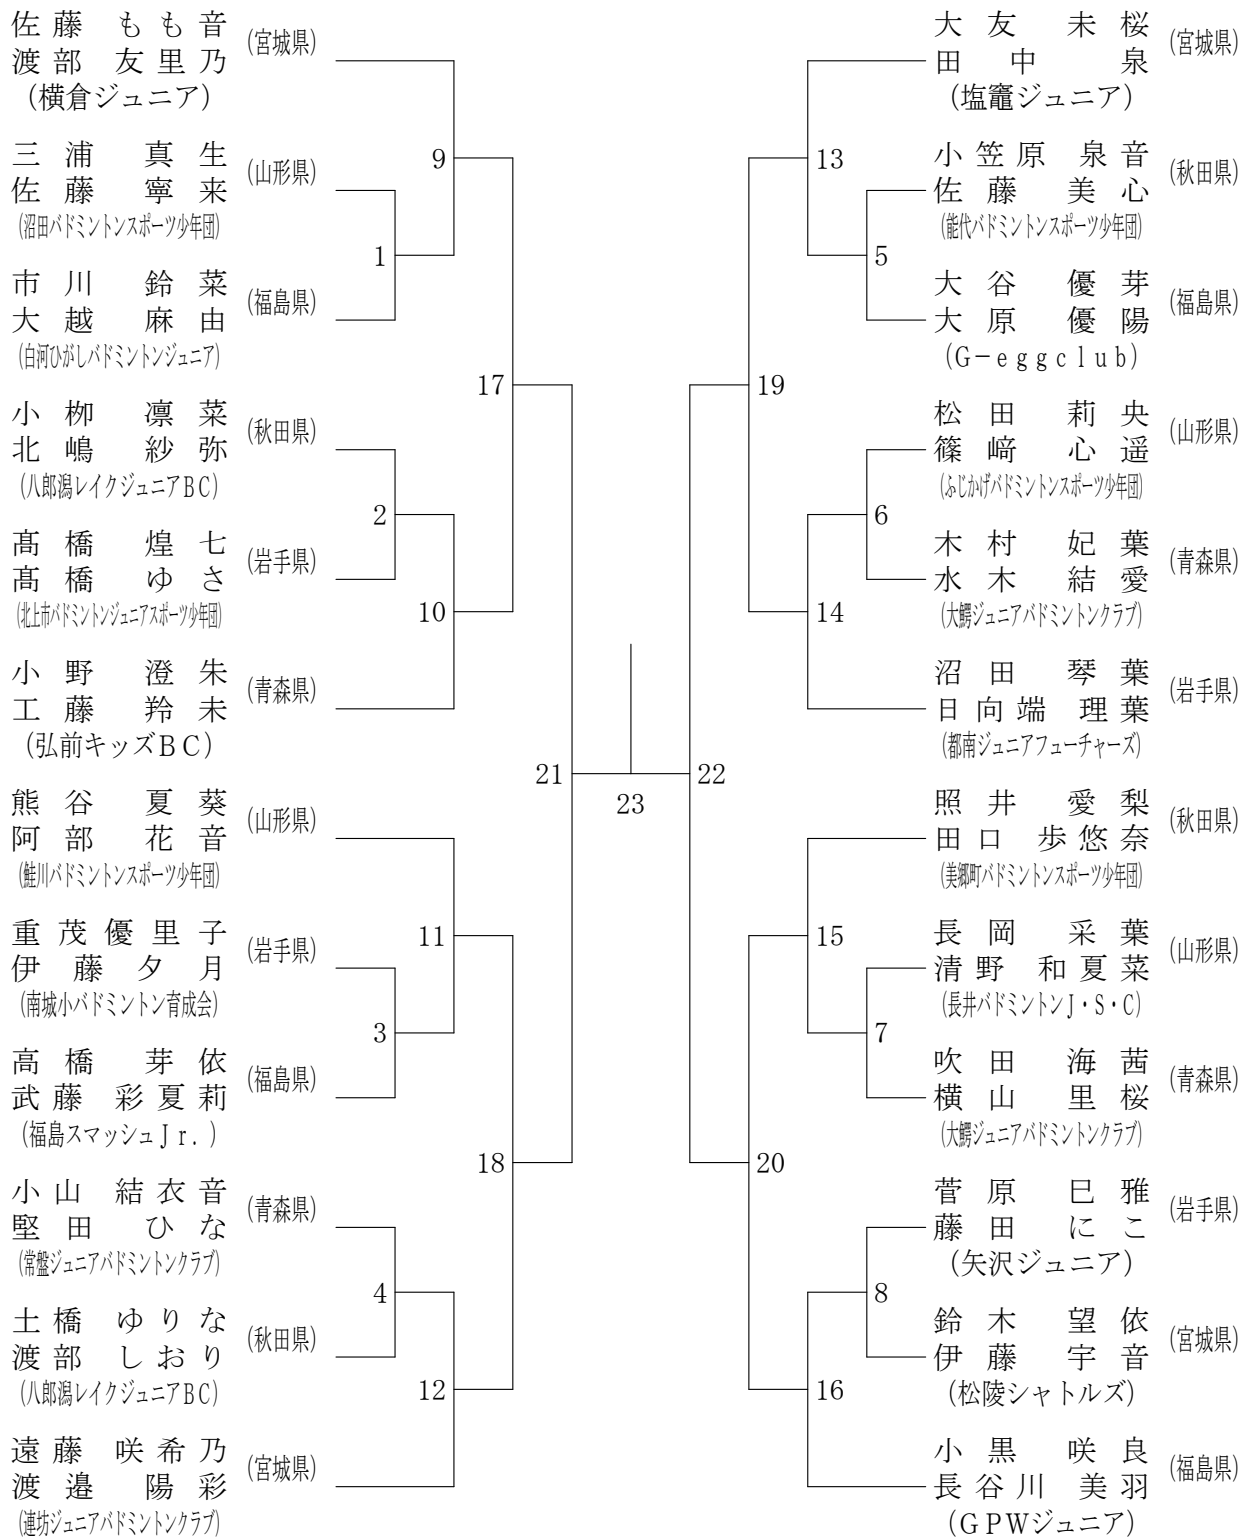 佐藤 もも音
渡部 友里乃
(宮城県)
(横倉ジュニア)
三浦 真生
佐藤 寧来
(山形県)
(沼田バドミントンスポーツ少年団)
市川 鈴菜
大越 麻由
(福島県)
(白河ひがしバドミントンジュニア)
小栁 凛菜
北嶋 紗弥
(秋田県)
(八郎潟レイクジュニアBC)
髙橋 煌七
髙橋 ゆさ
(岩手県)
(北上市バドミントンジュニアスポーツ少年団)
小野 澄朱
工藤 羚未
(青森県)
(弘前キッズBC)
熊谷 夏葵
阿部 花音
(山形県)
(鮭川バドミントンスポーツ少年団)
重茂優里子
伊藤夕月
(岩手県)
(南城小バドミントン育成会)
高橋 芽依
武藤 彩夏莉
(福島県)
(福島スマッシュJr.)
小山 結衣音
堅田 ひな
(青森県)
(常盤ジュニアバドミントンクラブ)
土橋 ゆりな
渡部 しおり
(秋田県)
(八郎潟レイクジュニアBC)
遠藤 咲希乃
渡邉 陽彩
(宮城県)
(連坊ジュニアバドミントンクラブ)
9
1
17
2
10
21
11
3
18
4
12
23
22
13
5
19
6
14
15
7
20
8
16
大友 未桜
田中 泉
(宮城県)
(塩竈ジュニア)
小笠原 泉音
佐藤 美心
(秋田県)
(能代バドミントンスポーツ少年団)
大谷 優芽
大原 優陽
(福島県)
(G−eggclub)
松田 莉央
篠﨑 心遥
(山形県)
(ふじかげバドミントンスポーツ少年団)
木村 妃葉
水木 結愛
(青森県)
(大鰐ジュニアバドミントンクラブ)
沼田 琴葉
日向端 理葉
(岩手県)
(都南ジュニアフューチャーズ)
照井 愛梨
田口 歩悠奈
(秋田県)
(美郷町バドミントンスポーツ少年団)
長岡 采葉
清野 和夏菜
(山形県)
(長井バドミントンJ・S・C)
吹田 海茜
横山 里桜
(青森県)
(大鰐ジュニアバドミントンクラブ)
菅原 巳雅
藤田 にこ
(岩手県)
(矢沢ジュニア)
鈴木 望依
伊藤 宇音
(宮城県)
(松陵シャトルズ)
小黒 咲良
長谷川 美羽
(福島県)
(GPWジュニア)